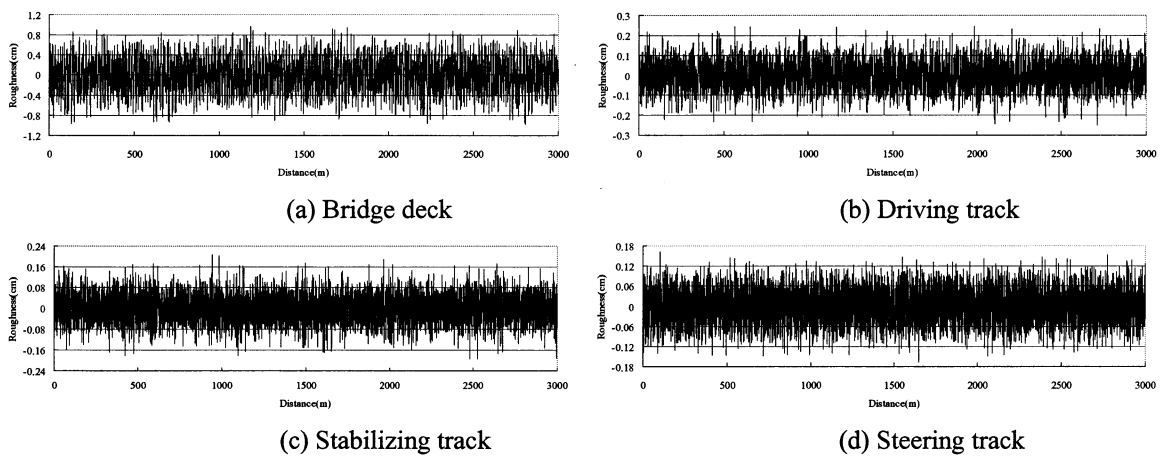 Roughness(cm)
1.2
0.8
0.4
0
-0.4
-0.8
-1.2
0 500 1000 1500 2000 2500 3000
Distance(m)
(a) Bridge deck
Roughness(cm)
0.3
0.2
0.1
0
-0.1
-0.2
-0.3
0 500 1000 1500 2000 2500 3000
Distance(m)
(b) Driving track
Roughness(cm)
0.24
0.16
0.08
0
-0.08
-0.16
-0.24
0 500 1000 1500 2000 2500 3000
Distance(m)
(c) Stabilizing track
Roughness(cm)
0.18
0.12
0.06
0
-0.06
-0.12
-0.18
0 500 1000 1500 2000 2500 3000
Distance(m)
(d) Steering track